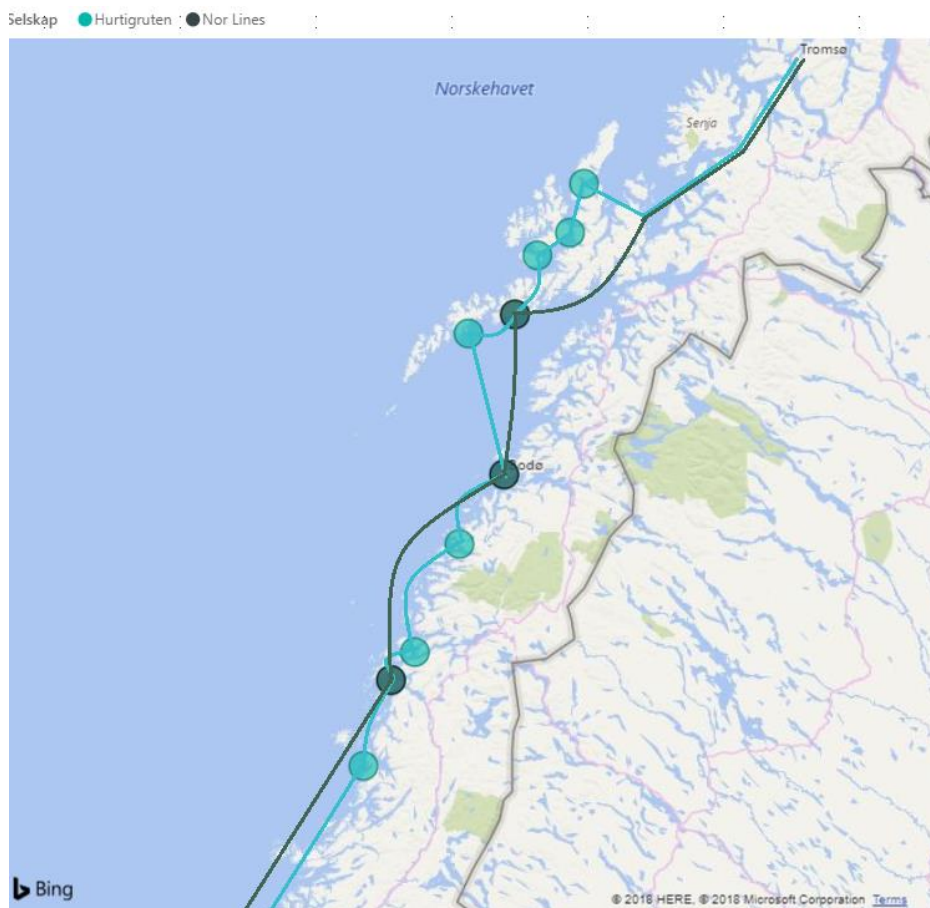 Selskap Hurtigruten Nor Lines
Tromsø
Norskehavet
Senja
Bodø
Bing
© 2018 HERE, © 2018 Microsoft Corporation Terms